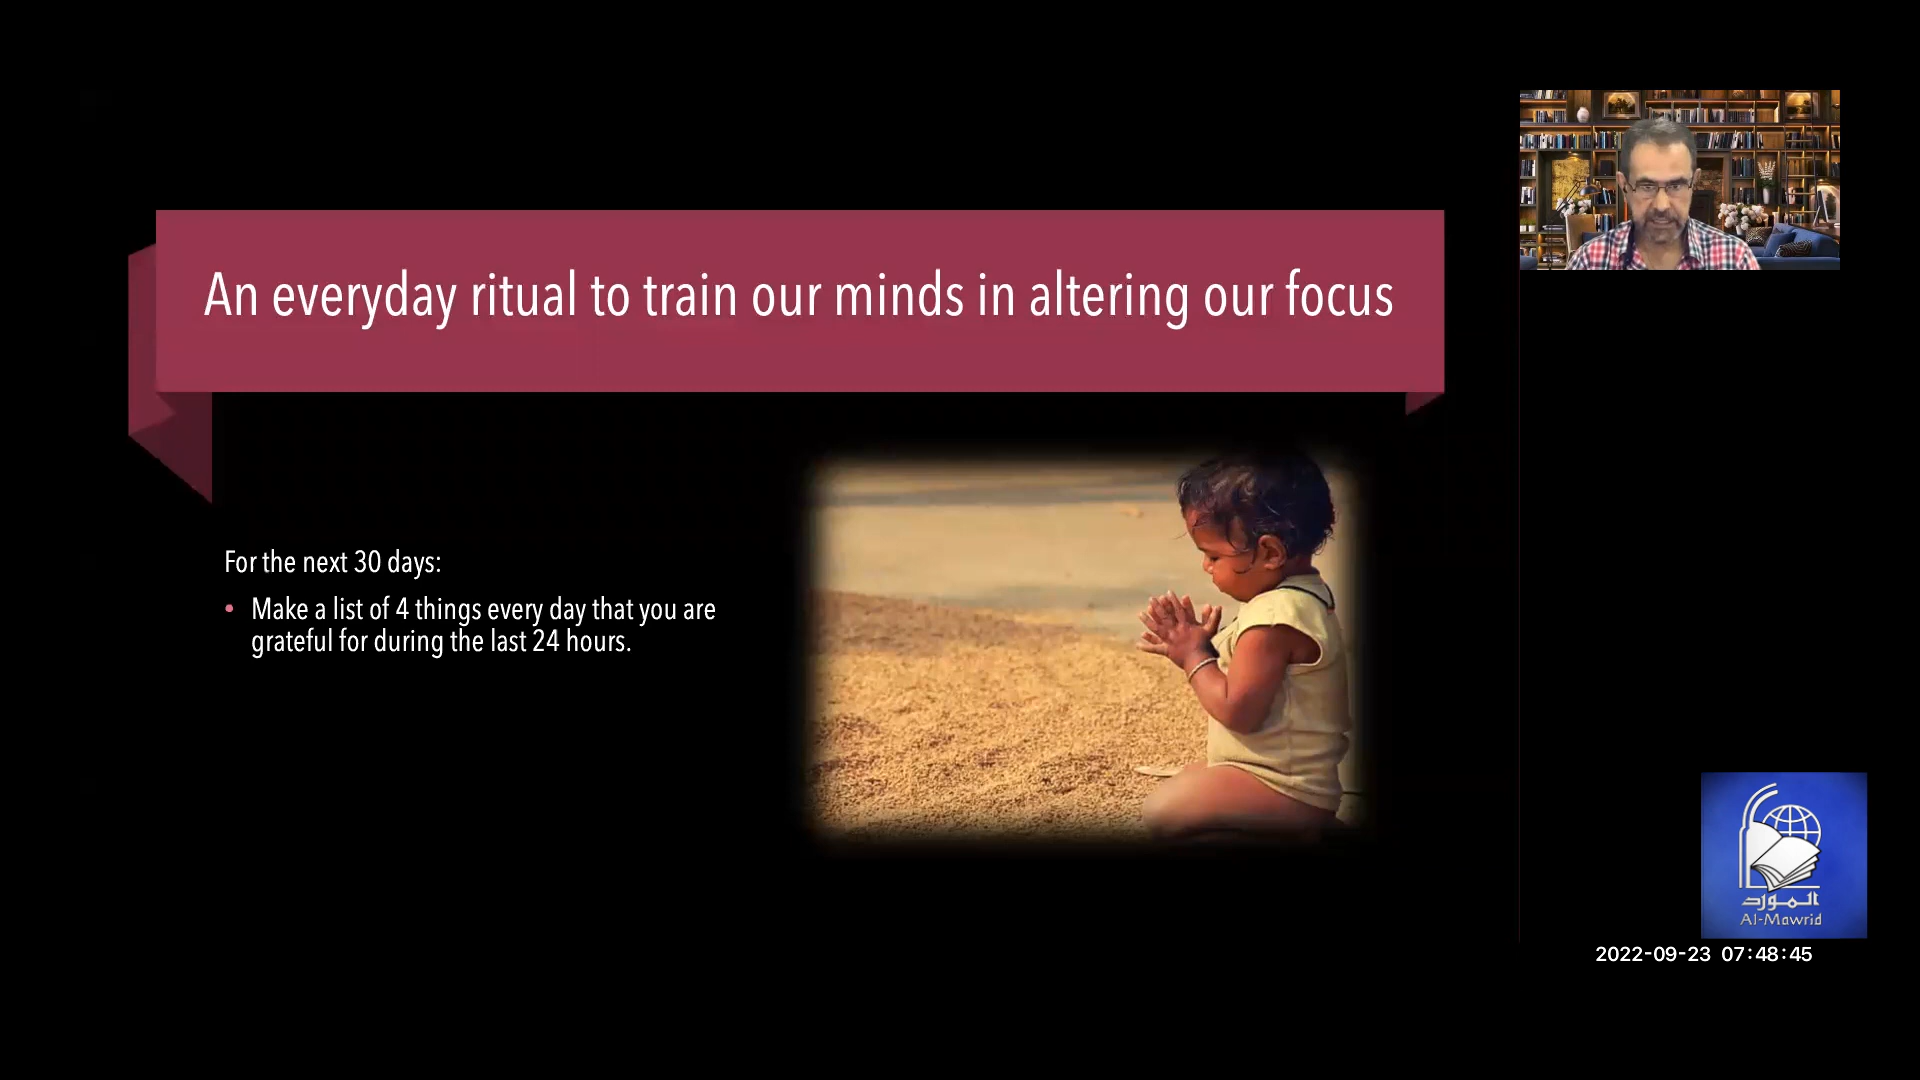 An everyday ritual to train our minds in altering our focus
For the next 30 days:
• Make a list of 4 things every day that you are
grateful for during the last 24 hours.
المورد
Al-Mawrid
2022-09-23 07:48:45